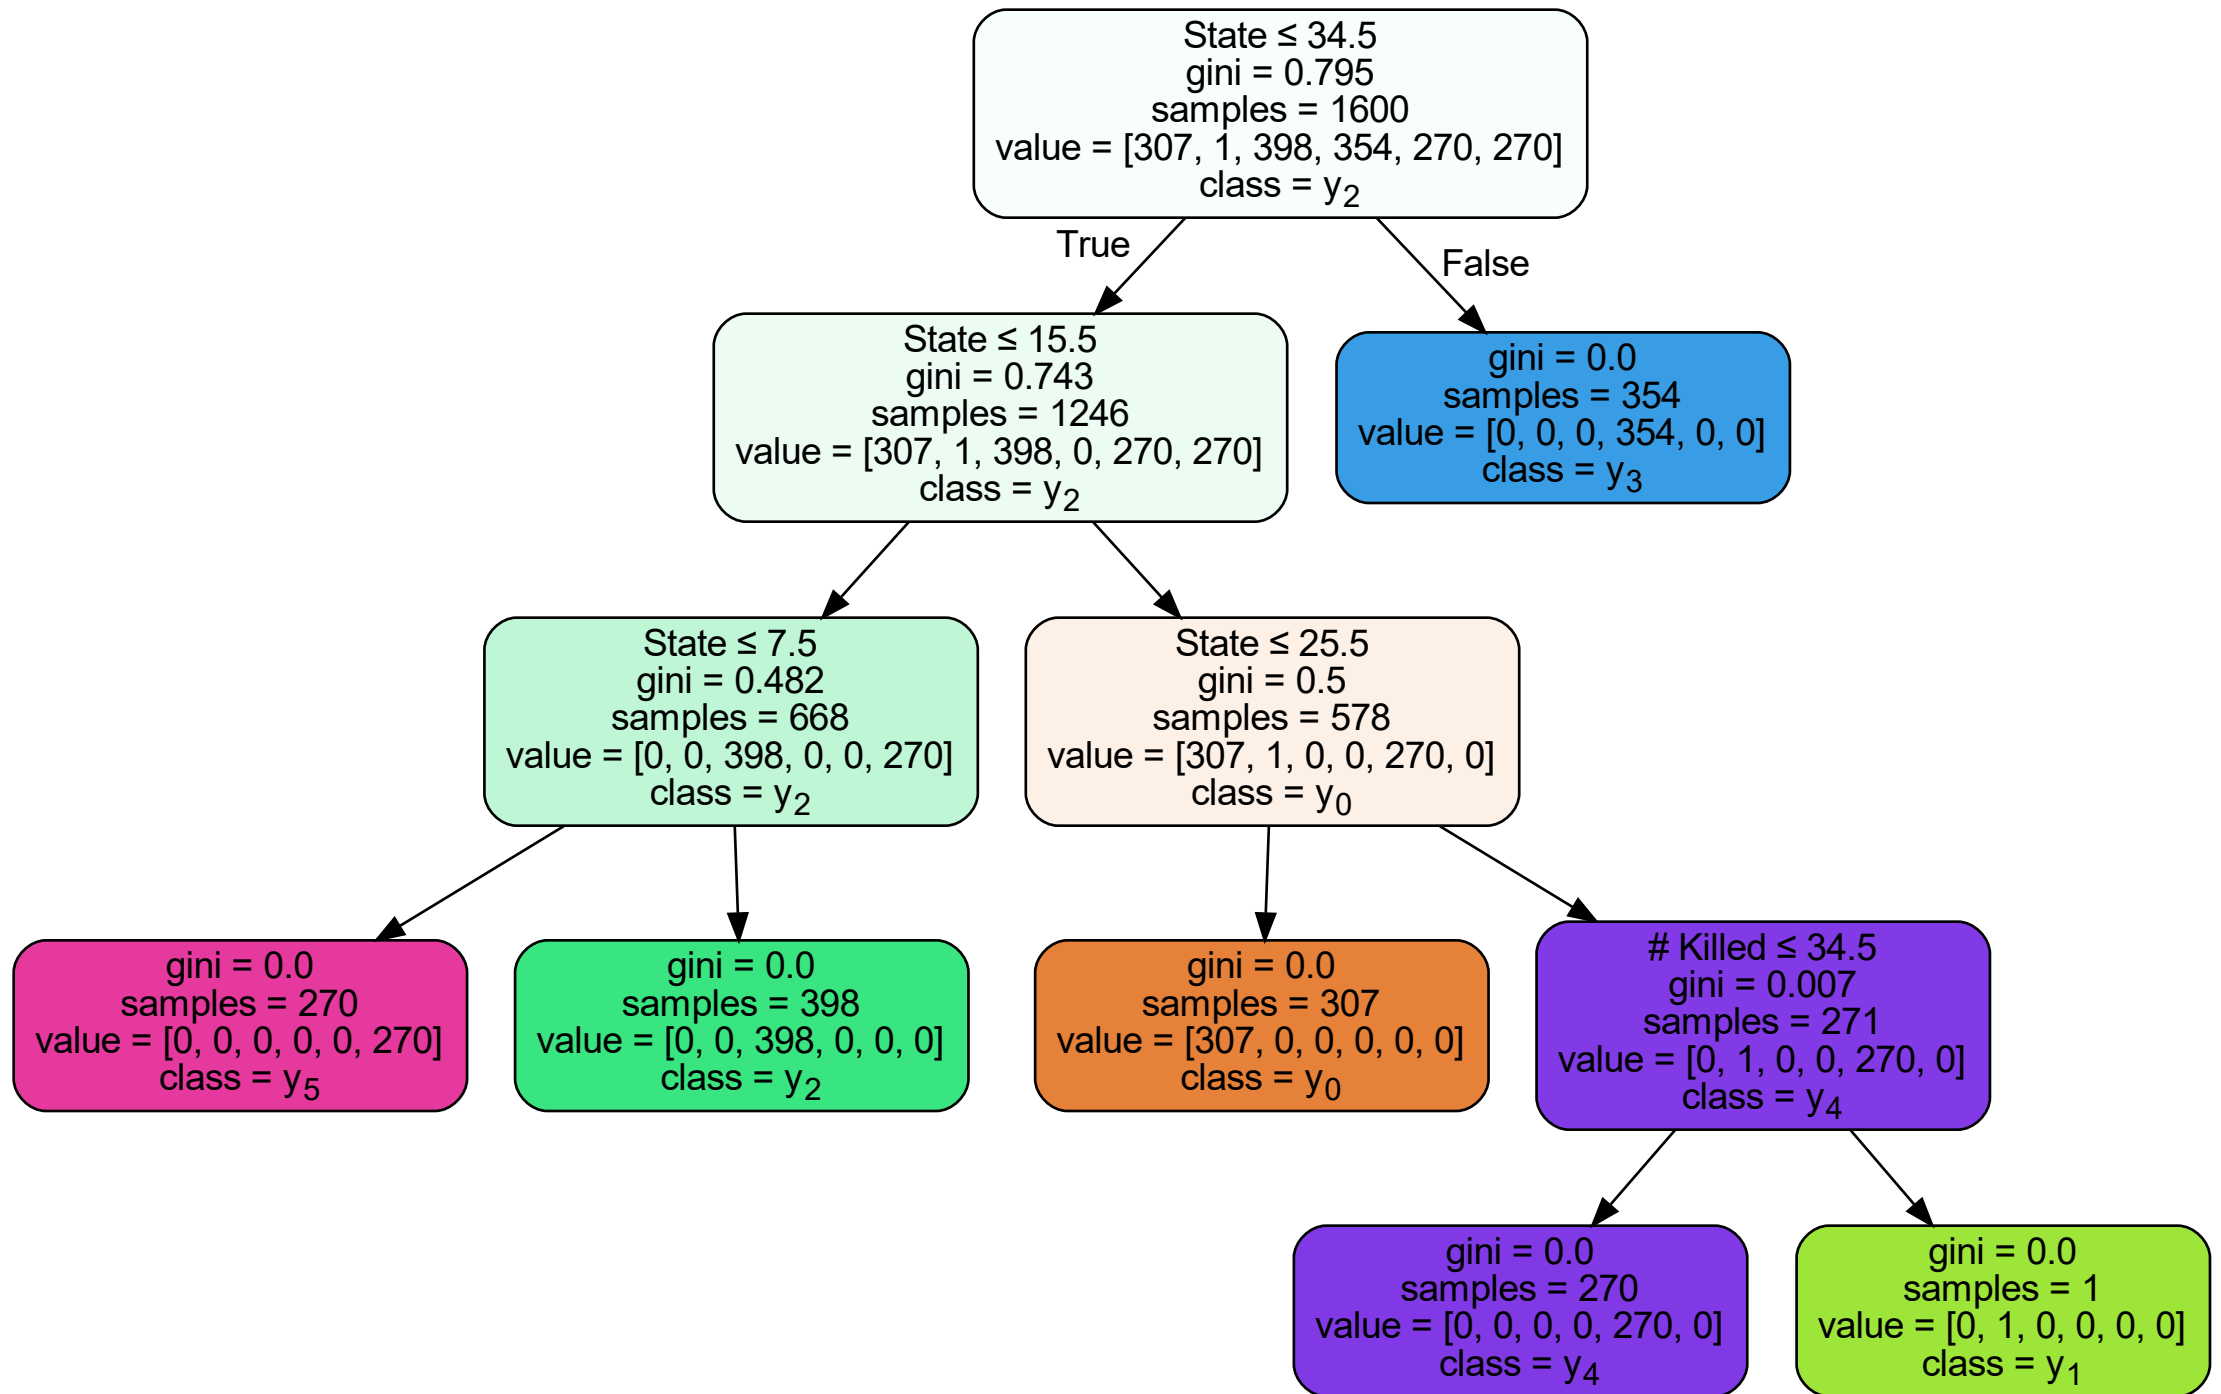 State ≤ 34.5
gini = 0.795
samples = 1600
value = [307, 1, 398, 354, 270, 270]
class = y2
True
False
State ≤ 15.5
gini = 0.743
samples = 1246
value = [307, 1, 398, 0, 270, 270]
class = y2
gini = 0.0
samples = 354
value = [0, 0, 0, 354, 0, 0]
class = y3
State ≤ 7.5
gini = 0.482
samples = 668
value = [0, 0, 398, 0, 0, 270]
class = y2
State ≤ 25.5
gini = 0.5
samples = 578
value = [307, 1, 0, 0, 270, 0]
class = y0
gini = 0.0
samples = 270
value = [0, 0, 0, 0, 0, 270]
class = y5
gini = 0.0
samples = 398
value = [0, 0, 398, 0, 0, 0]
class = y2
gini = 0.0
samples = 307
value = [307, 0, 0, 0, 0, 0]
class = y0
# Killed ≤ 34.5
gini = 0.007
samples = 271
value = [0, 1, 0, 0, 270, 0]
class = y4
gini = 0.0
samples = 270
value = [0, 0, 0, 0, 270, 0]
class = y4
gini = 0.0
samples = 1
value = [0, 1, 0, 0, 0, 0]
class = y1